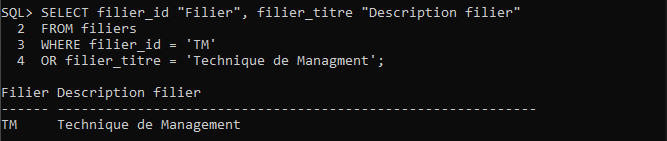 SQL> SELECT filier_id "Filier", filier_titre "Description filier"
2 FROM filiers
3 WHERE filier_id = 'TM'
4 OR filier_titre = 'Technique de Managment';
Filier Description filier
------ ------------------------------------------------------------
TM Technique de Management